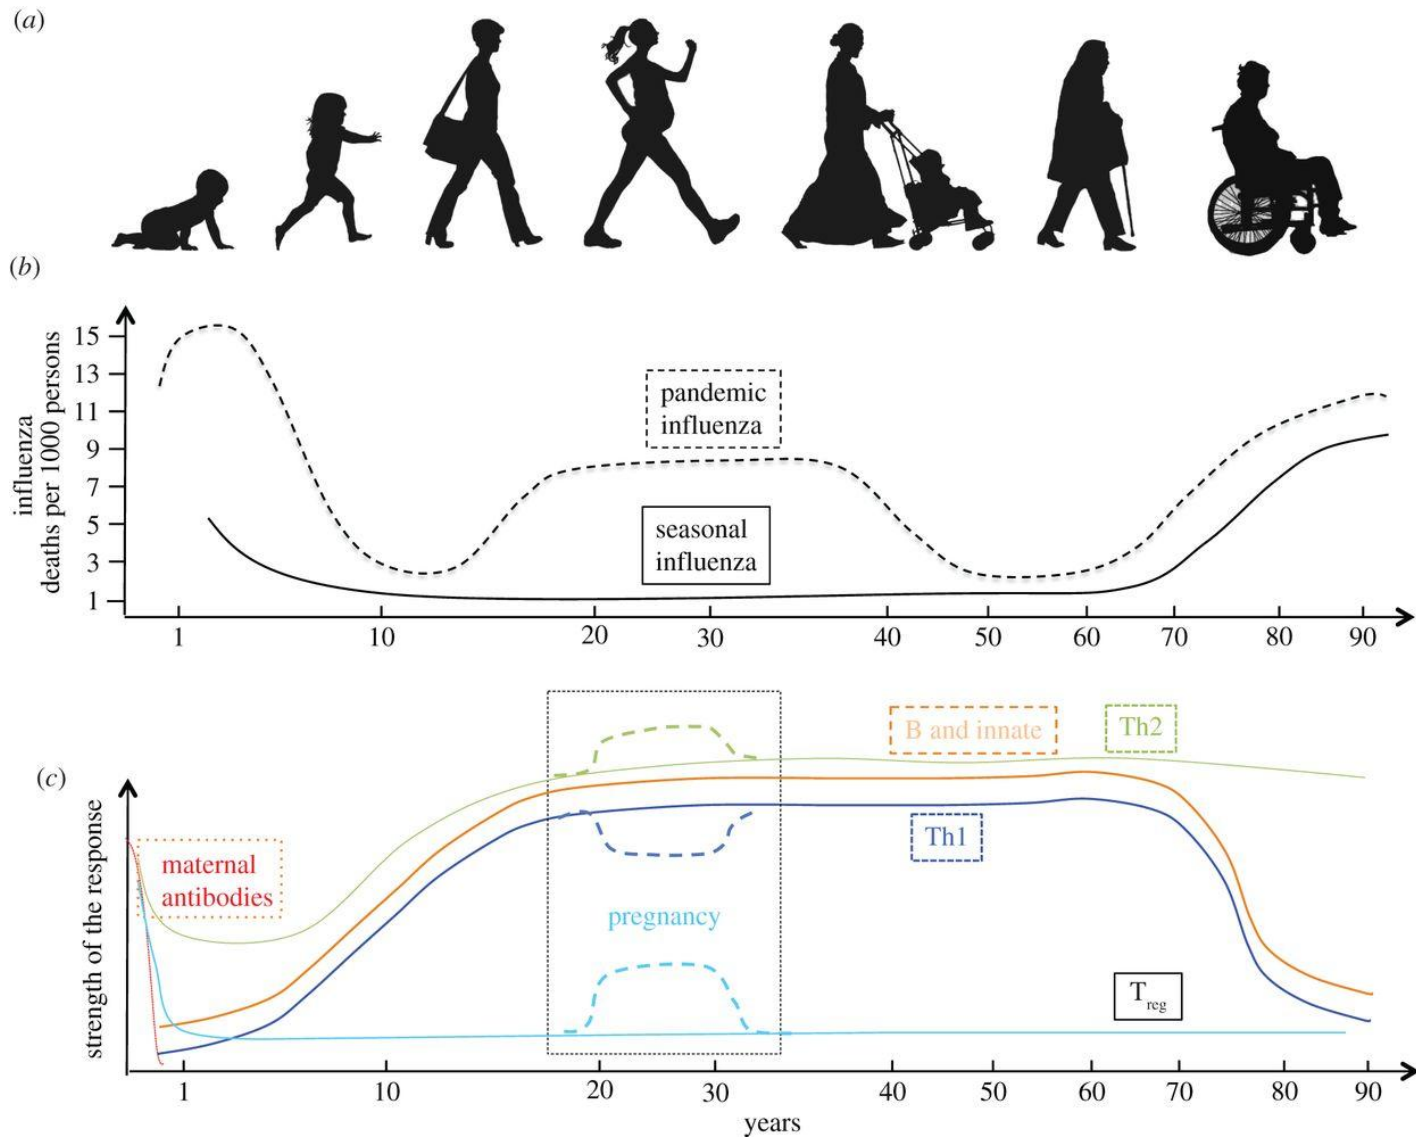 (a)
(b)
15
13
11
9
7
5
3
1
influenza
deaths per 1000 persons
pandemic
influenza
seasonal
influenza
1 10 20 30 40 50 60 70 80 90
(c)
strength of the response
B and innate
Th2
maternal
antibodies
Th1
pregnancy
Treg
1 10 20 30 40 50 60 70 80 90
years